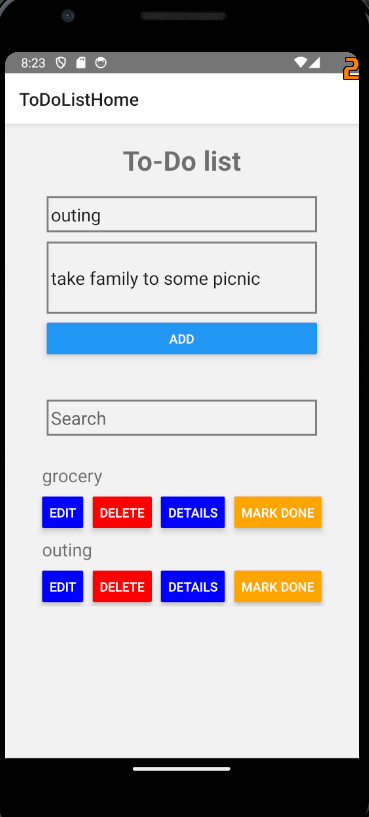 8:23
2
ToDoListHome
To-Do list
outing
take family to some picnic
ADD
Search
grocery
EDIT DELETE DETAILS MARK DONE
outing
EDIT DELETE DETAILS MARK DONE